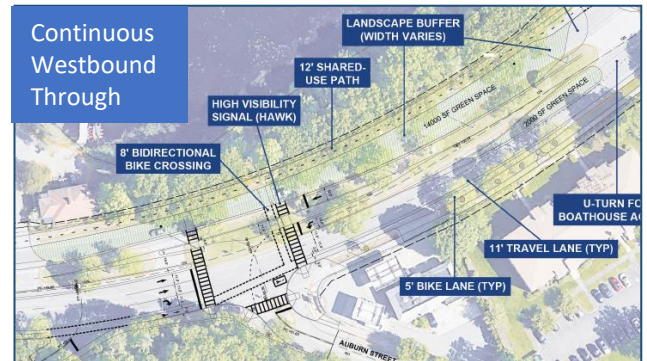 Continuous
Westbound
Through
LANDSCAPE BUFFER
(WIDTH VARIES)
12' SHARED-
USE PATH
HIGH VISIBILITY
SIGNAL (HAWK)
8' BIDIRECTIONAL
BIKE CROSSING
14000 SF GREEN SPACE
2000 SF GREEN SPACE
U-TURN FO
BOATHOUSE AC
11' TRAVEL LANE (TYP)
5' BIKE LANE (TYP)
AUBURN STREET